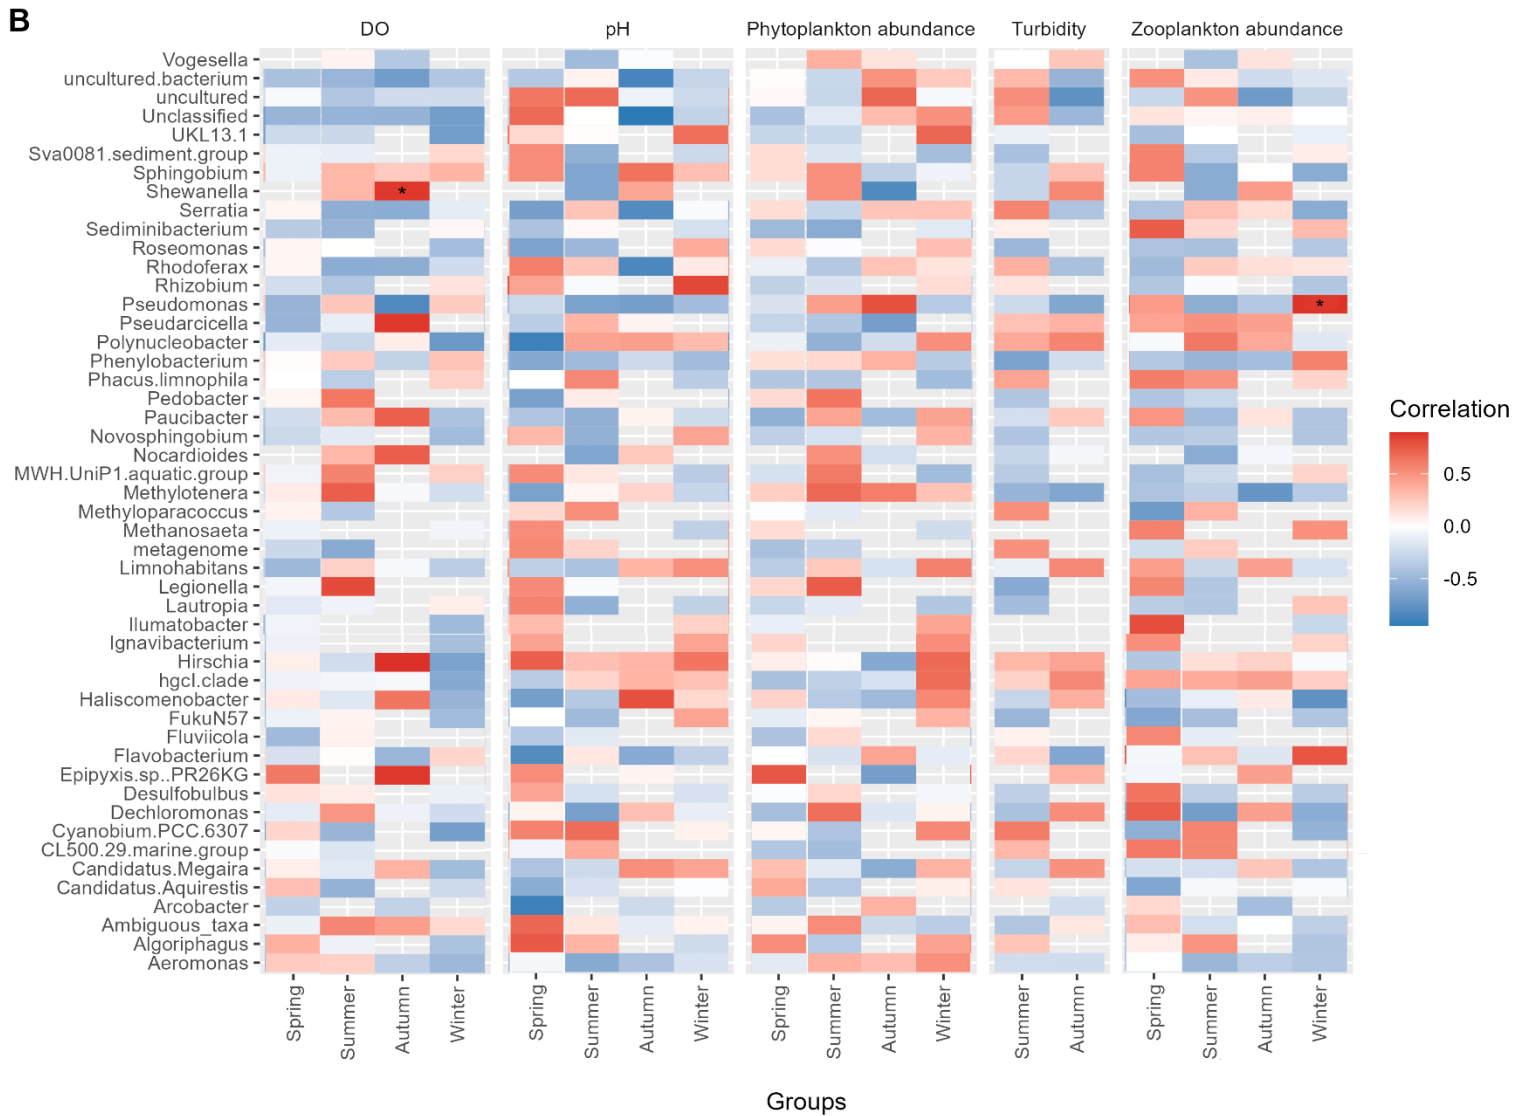 B
DO pH Phytoplankton abundance Turbidity Zooplankton abundance
Vogesella
uncultured.bacterium
uncultured
Unclassified
UKL13.1
Sva0081.sediment.group
Sphingobium
Shewanella *
Serratia
Sediminibacterium
Roseomonas
Rhodoferax
Rhizobium
Pseudomonas *
Pseudarcicella
Polynucleobacter
Phenylobacterium
Phacus.limnophila
Pedobacter
Paucibacter
Novosphingobium
Nocardioides
MWH.UniP1.aquatic.group
Methylotenera
Methyloparacoccus
Methanosaeta
metagenome
Limnohabitans
Legionella
Lautropia
Ilumatobacter
Ignavibacterium
Hirschia
hgcI.clade
Haliscomenobacter
FukuN57
Fluviicola
Flavobacterium
Epipyxis.sp..PR26KG
Desulfobulbus
Dechloromonas
Cyanobium.PCC.6307
CL500.29.marine.group
Candidatus.Megaira
Candidatus.Aquirestis
Arcobacter
Ambiguous_taxa
Algoriphagus
Aeromonas
Spring Summer Autumn Winter Spring Summer Autumn Winter Spring Summer Autumn Winter Summer Autumn Spring Summer Autumn Winter
Groups
Correlation
0.5
0.0
-0.5